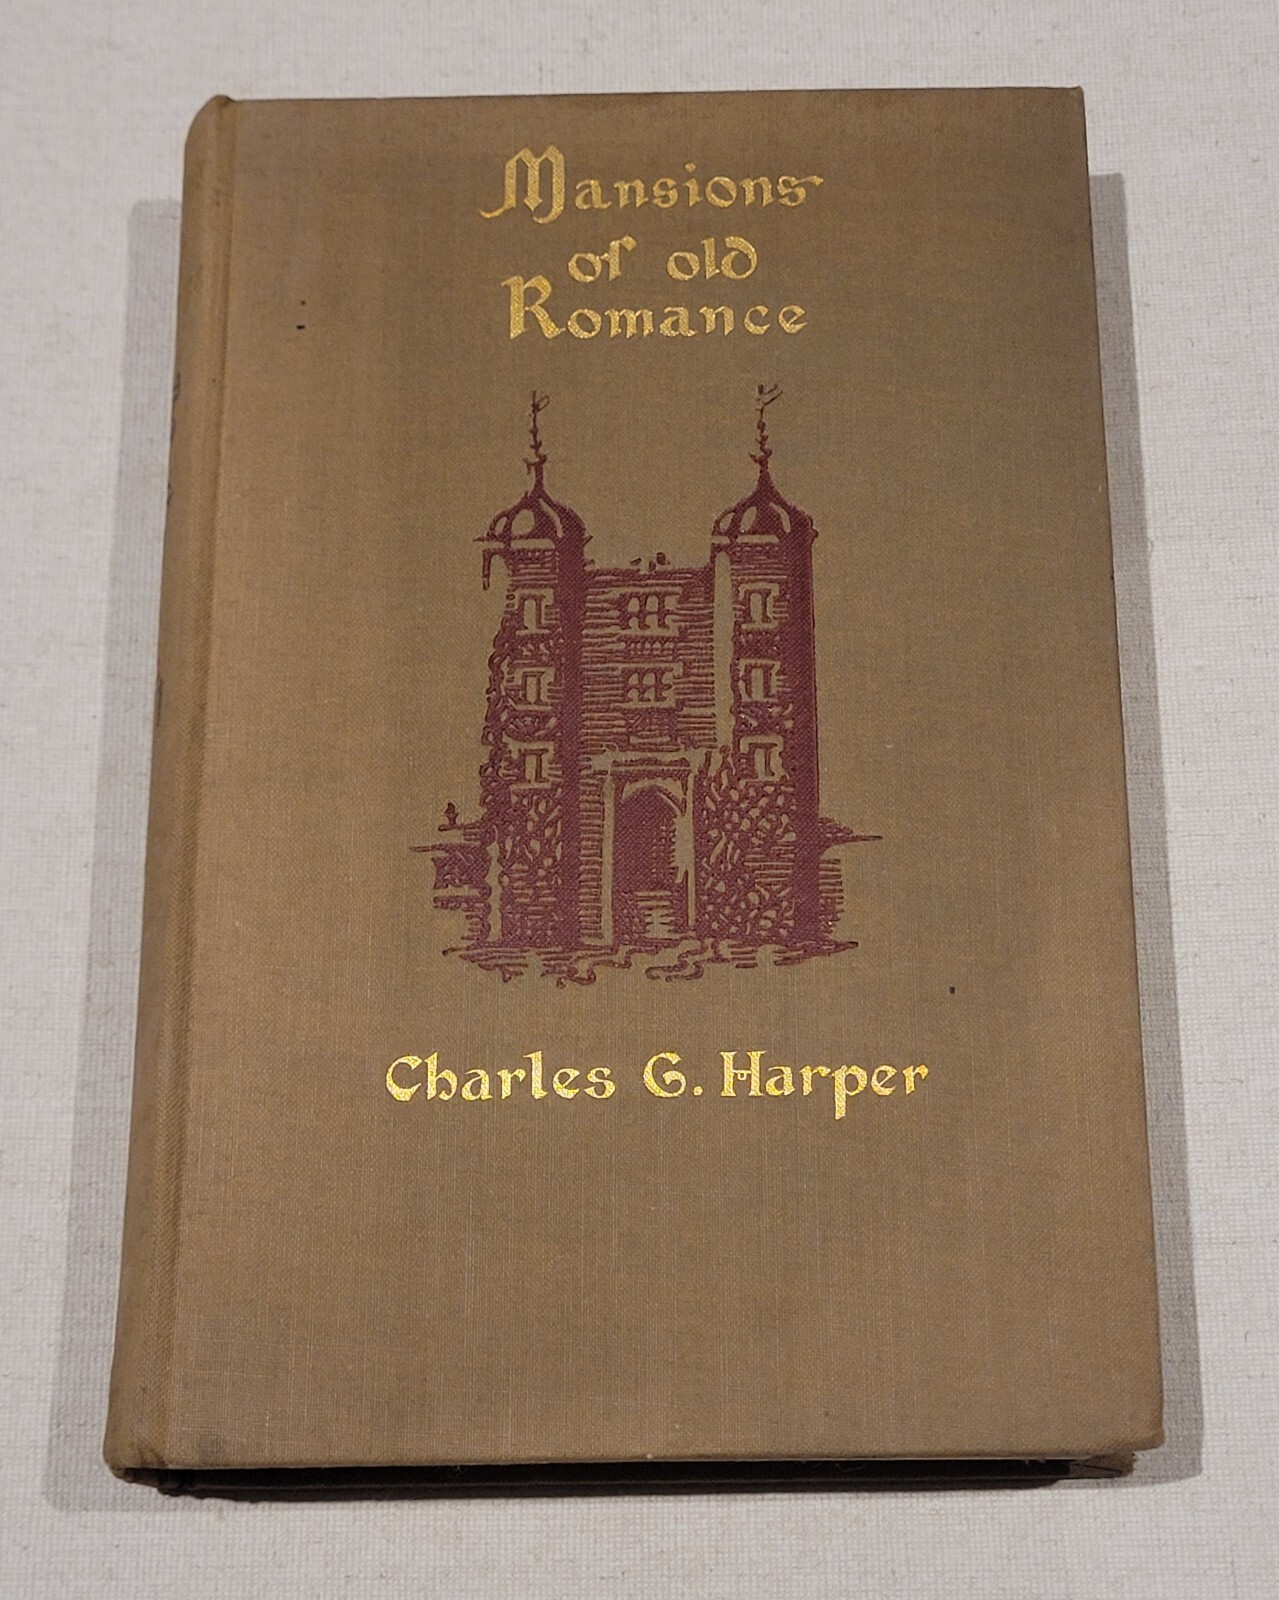 Mansions
of old
Romance
Charles G. Harper